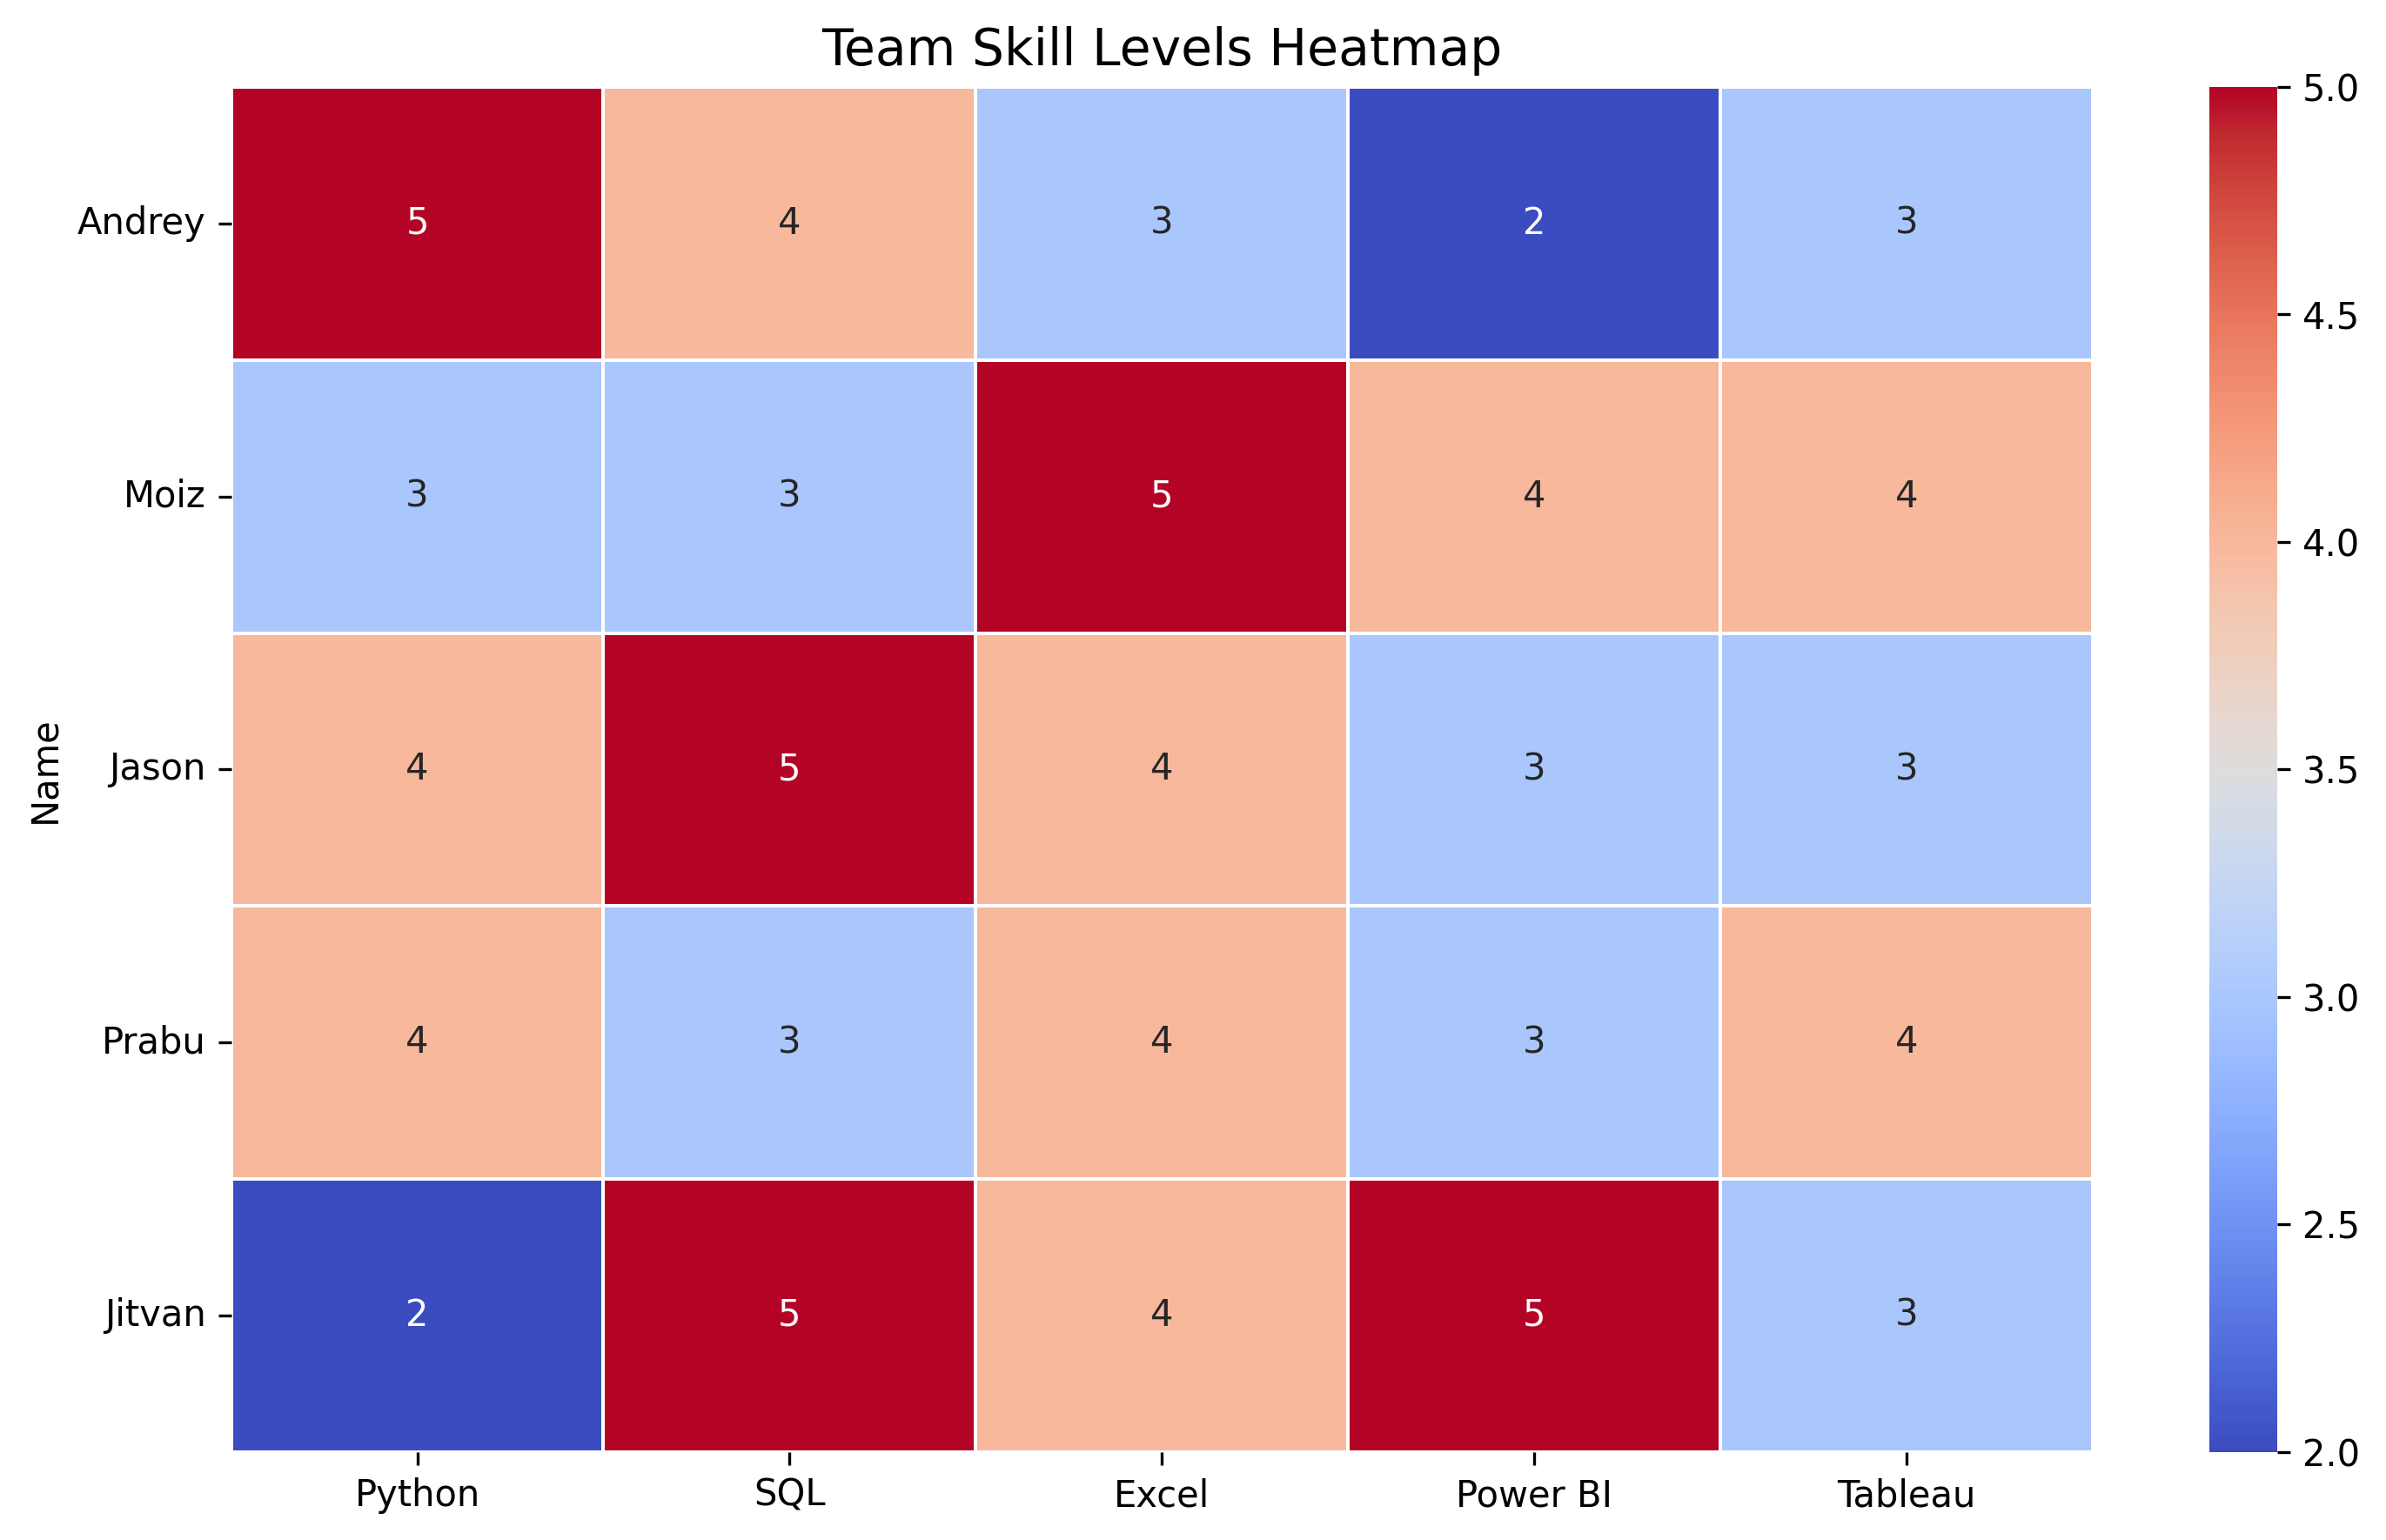 Team Skill Levels Heatmap
Name
Andrey 5 4 3 2 3
Moiz 3 3 5 4 4
Jason 4 5 4 3 3
Prabu 4 3 4 3 4
Jitvan 2 5 4 5 3
Python SQL Excel Power BI Tableau
5.0
4.5
4.0
3.5
3.0
2.5
2.0